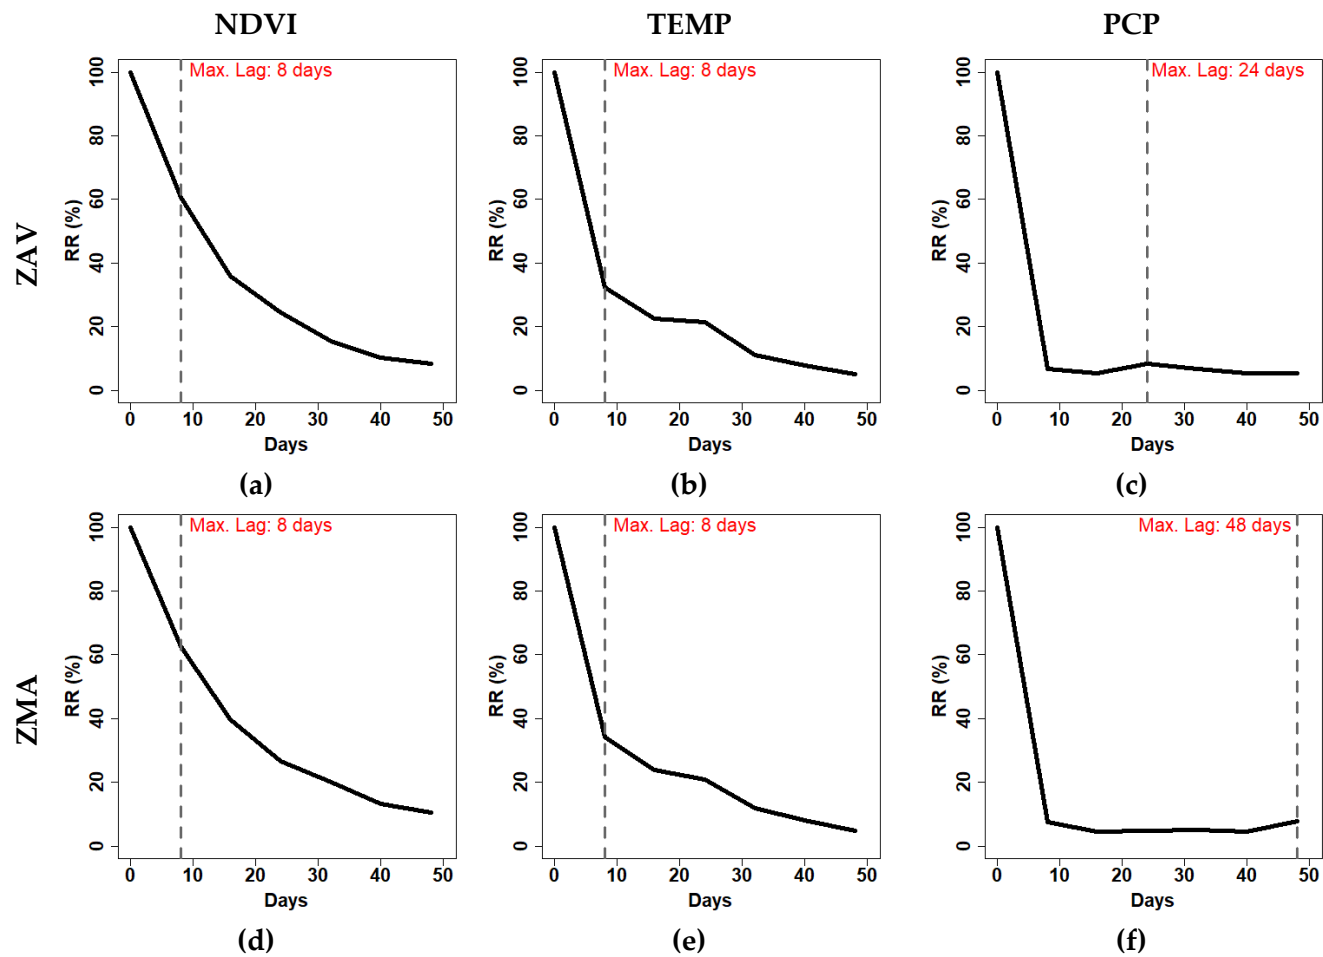 NDVI TEMP PCP
ZAV
Max. Lag: 8 days
RR (%)
0 20 40 60 80 100
0 10 20 30 40 50
Days
(a)
Max. Lag: 8 days
RR (%)
0 20 40 60 80 100
0 10 20 30 40 50
Days
(b)
Max. Lag: 24 days
RR (%)
0 20 40 60 80 100
0 10 20 30 40 50
Days
(c)
ZMA
Max. Lag: 8 days
RR (%)
0 20 40 60 80 100
0 10 20 30 40 50
Days
(d)
Max. Lag: 8 days
RR (%)
0 20 40 60 80 100
0 10 20 30 40 50
Days
(e)
Max. Lag: 48 days
RR (%)
0 20 40 60 80 100
0 10 20 30 40 50
Days
(f)